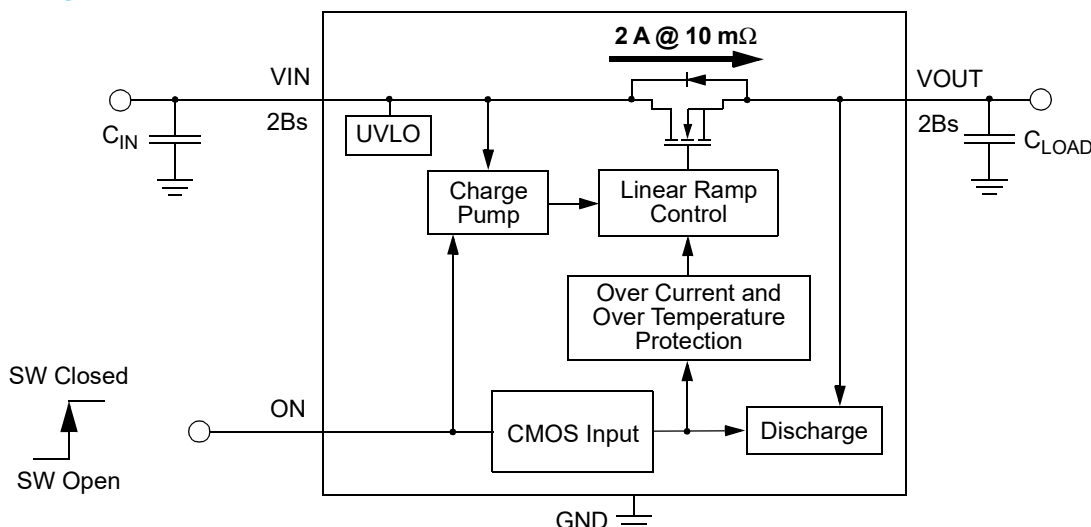 2 A @ 10 mΩ
VIN
VOUT
2Bs
2Bs
C_IN
UVLO
C_LOAD
Charge
Pump
Linear Ramp
Control
Over Current and
Over Temperature
Protection
SW Closed
ON
CMOS Input
Discharge
SW Open
GND